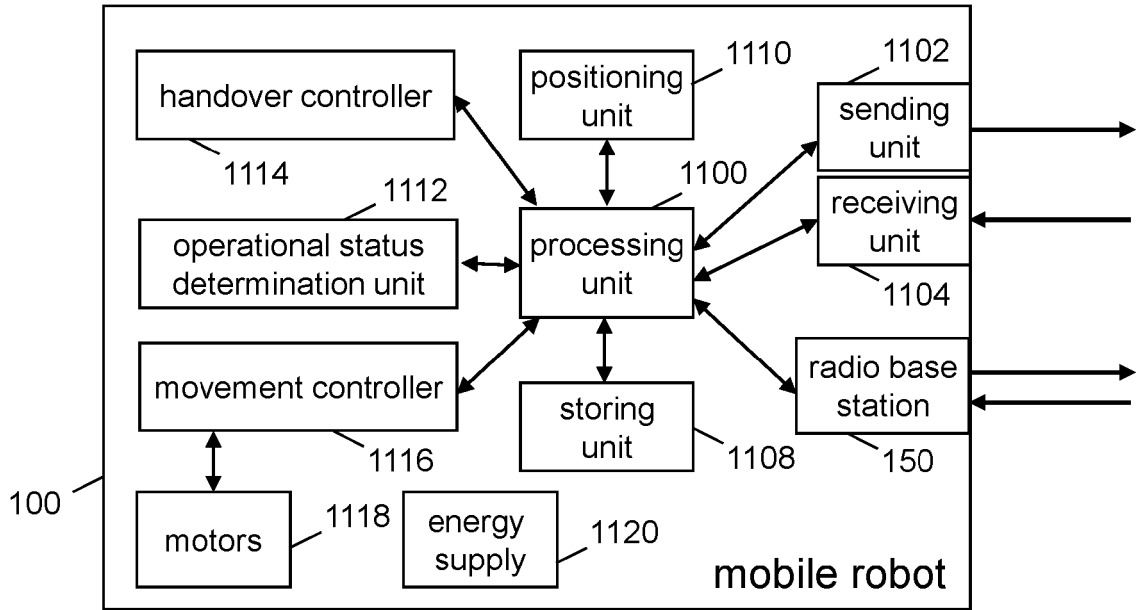 handover controller
1114
positioning
unit
1110
1102
sending
unit
1112
operational status
determination unit
1100
processing
unit
receiving
unit
1104
movement controller
1116
storing
unit
1108
radio base
station
150
100
motors
1118
energy
supply
1120
mobile robot